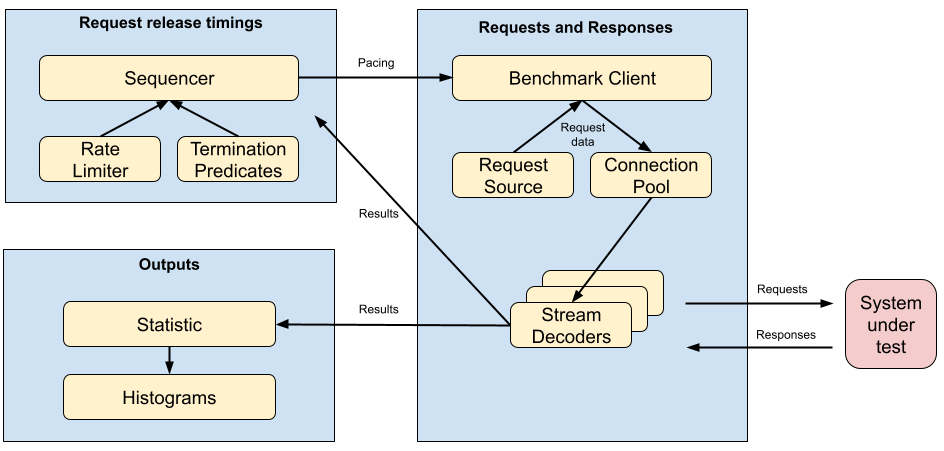 Request release timings
Sequencer
Rate
Limiter
Termination
Predicates
Pacing
Requests and Responses
Benchmark Client
Request
data
Request
Source
Connection
Pool
Results
Stream
Decoders
Requests
Responses
System
under
test
Outputs
Results
Statistic
Histograms